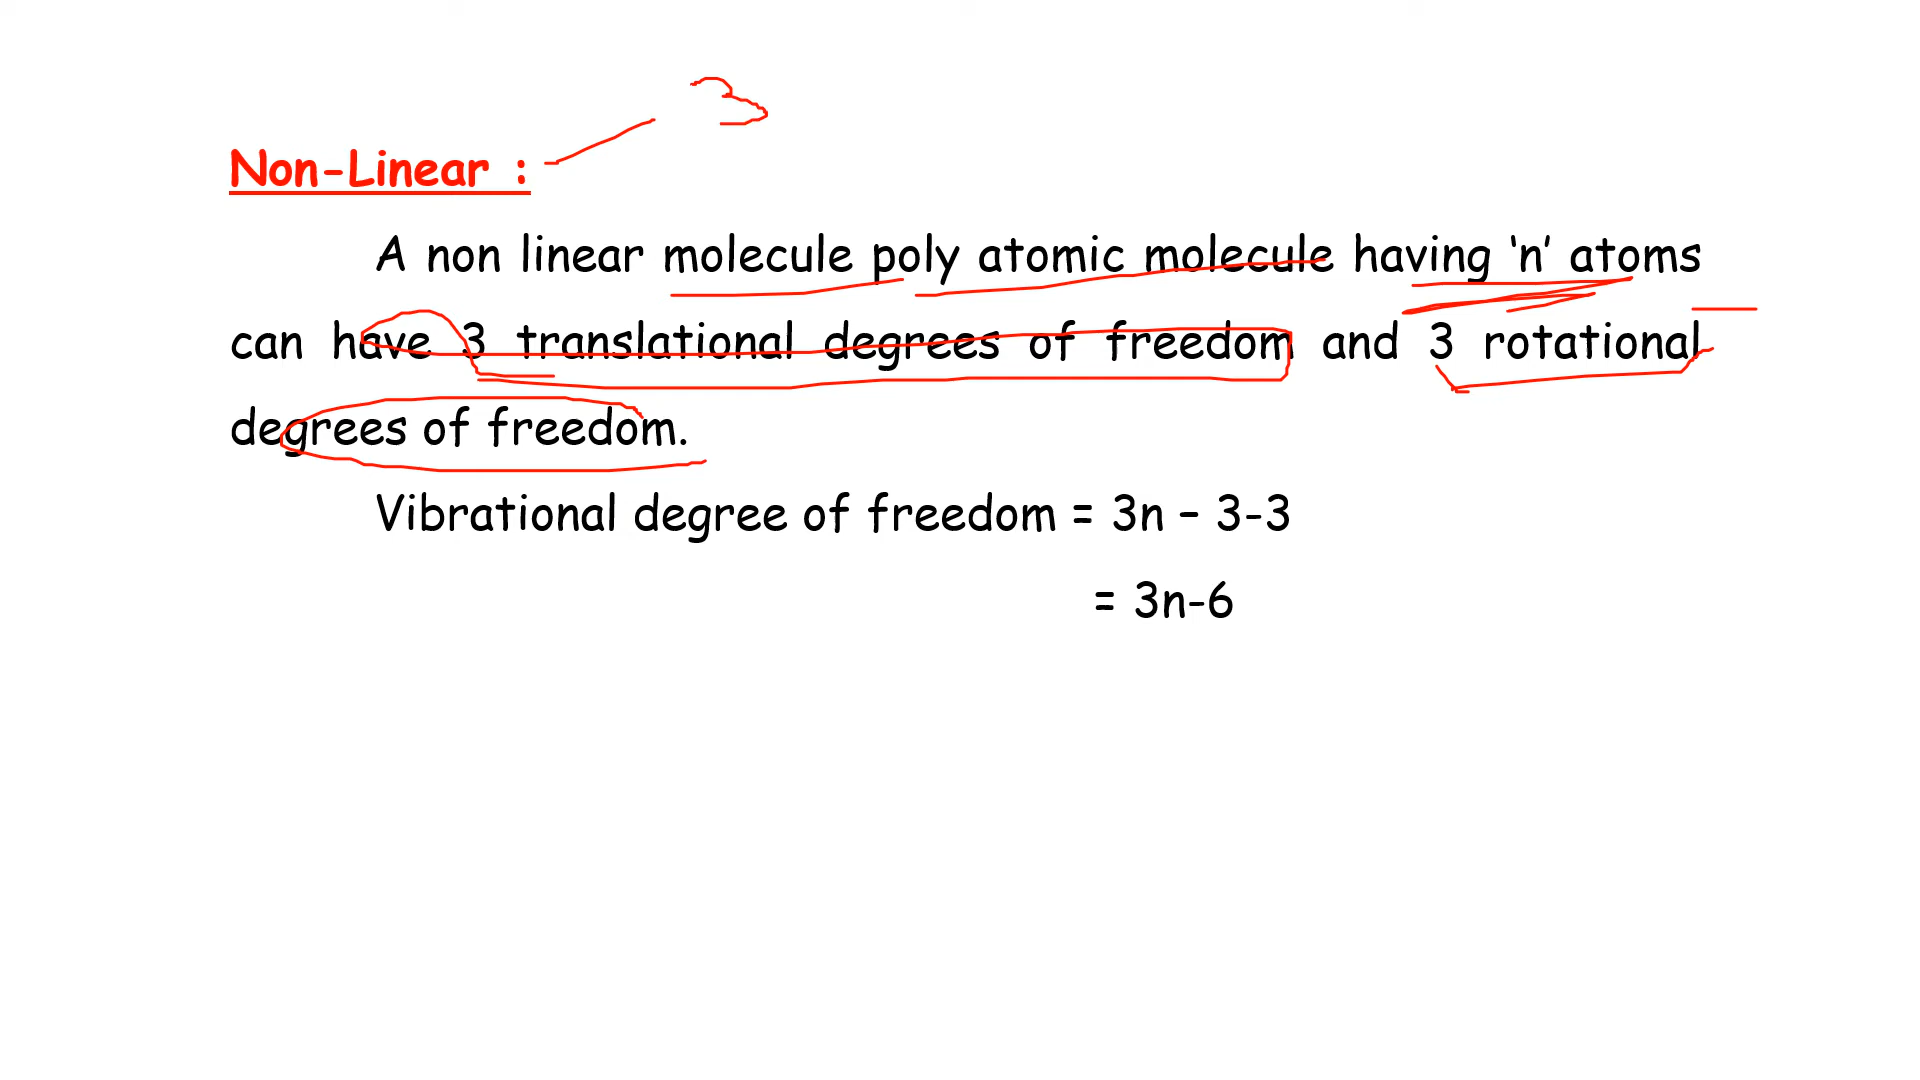 3
Non-Linear :
A non linear molecule poly atomic molecule having ‘n’ atoms
can have 3 translational degrees of freedom and 3 rotational
degrees of freedom.
Vibrational degree of freedom = 3n – 3-3
= 3n-6